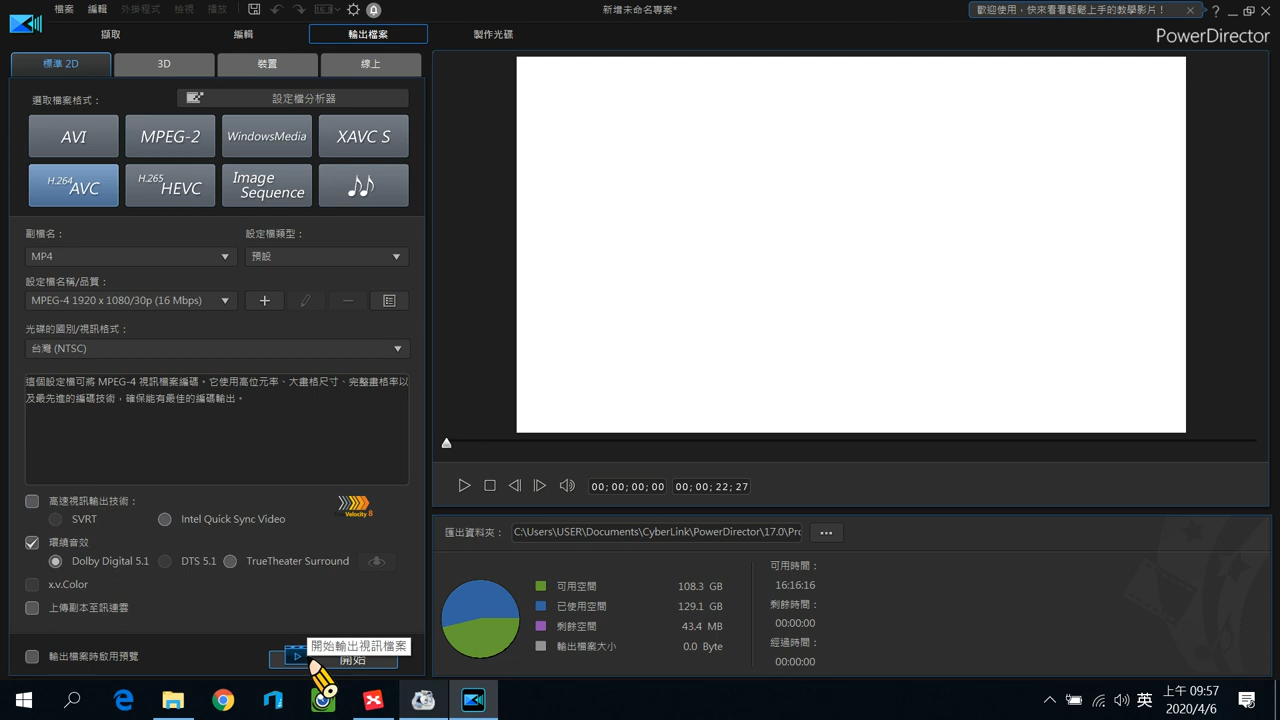 檔案 編輯 外掛程式 檢視 播放
新增未命名專案*
歡迎使用，快來看看輕鬆上手的教學影片！
擷取 編輯 輸出檔案 製作光碟
PowerDirector
標準 2D 3D 裝置 線上
選取檔案格式： 設定檔分析器
AVI MPEG-2 WindowsMedia XAVC S
H.264 AVC H.265 HEVC Image Sequence
副檔名： 設定檔類型：
MP4 預設
設定檔名稱/品質：
MPEG-4 1920 x 1080/30p (16 Mbps)
光碟的國別/視訊格式：
台灣 (NTSC)
這個設定檔可將 MPEG-4 視訊檔案編碼。它使用高位元率、大畫格尺寸、完整畫格率以
及最先進的編碼技術，確保能有最佳的編碼輸出。
高速視訊輸出技術： Velocity 8
SVRT Intel Quick Sync Video
環繞音效
Dolby Digital 5.1 DTS 5.1 TrueTheater Surround
x.v.Color
上傳副本至訊連雲
輸出檔案時啟用預覽
開始輸出視訊檔案
開始
00; 00; 00; 00 00; 00; 22; 27
匯出資料夾： C:\Users\USER\Documents\CyberLink\PowerDirector\17.0\Pr
可用空間 108.3 GB
已使用空間 129.1 GB
剩餘空間 43.4 MB
輸出檔案大小 0.0 Byte
可用時間：
16:16:16
剩餘時間：
00:00:00
經過時間：
00:00:00
英
上午 09:57
2020/4/6